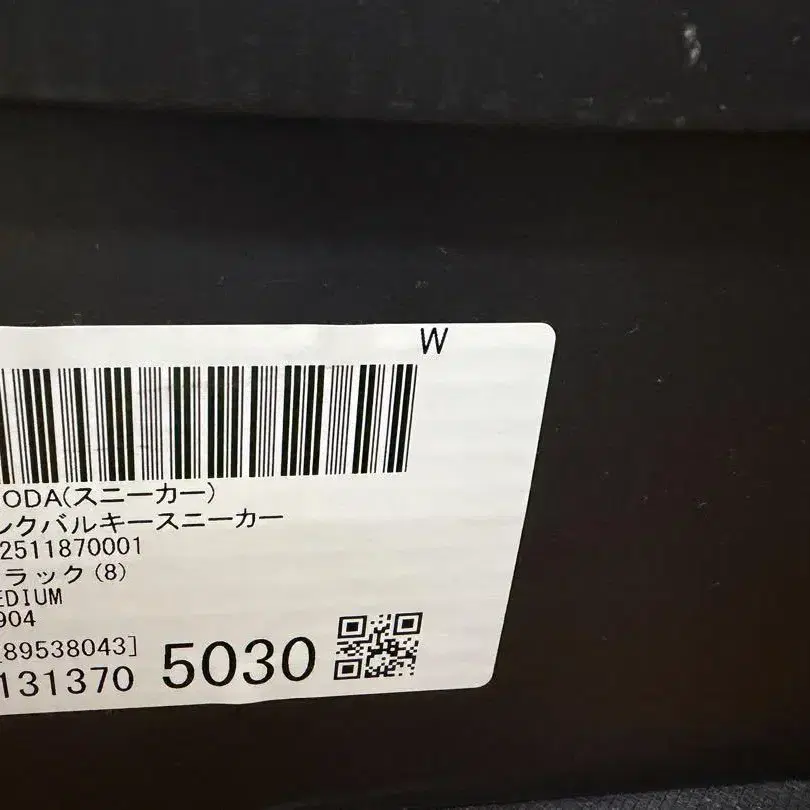 W
ODA(スニーカー)
ンクバルキースニーカー
2511870001
ラック(8)
EDIUM
904
[89538043]
131370 5030